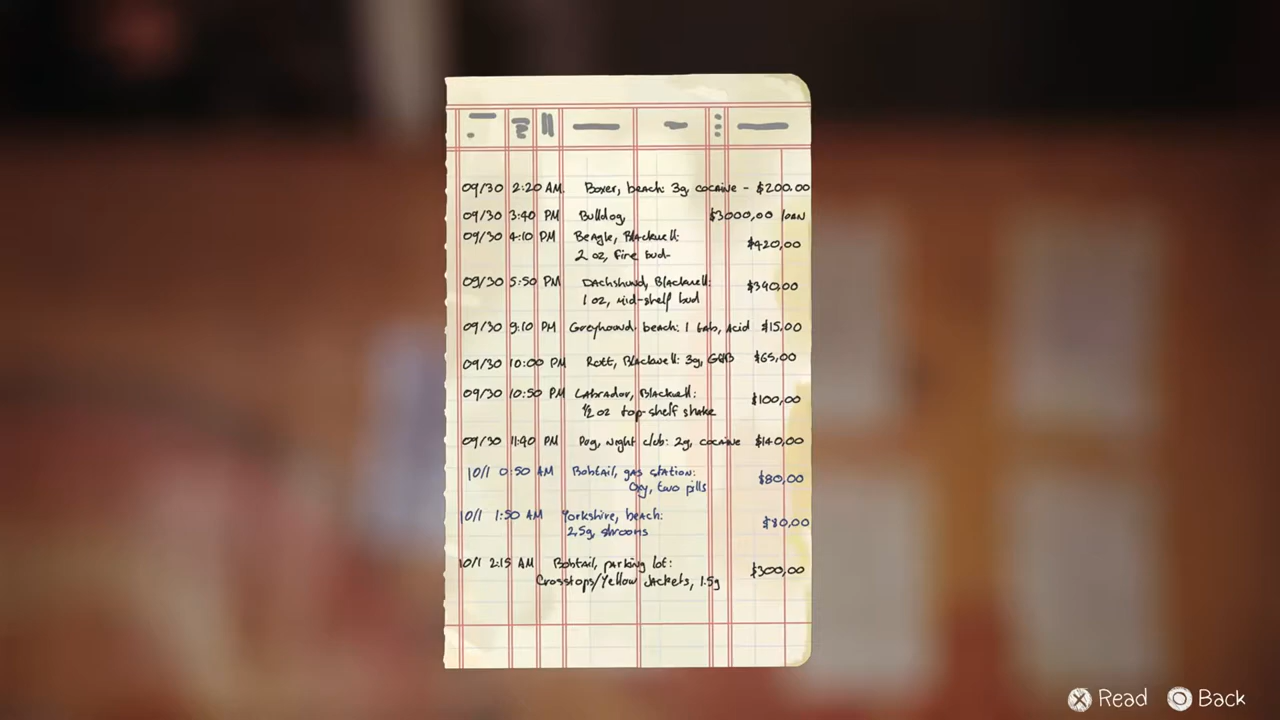 09/30 2:20 AM. Boxer, beach: 3g, cocaine - $200.00
09/30 3:40 PM Bulldog, $3000,00 loan
09/30 4:10 PM Beagle, Blackwell: $420,00
2 oz, fire bud-
09/30 5:50 PM Dachshund, Blackwell: $340.00
1 oz, mid-shelf bud
09/30 9:10 PM Greyhound beach: 1 tab, acid $15.00
09/30 10:00 PM Rott, Blackwell: 3g, GHB $65,00
09/30 10:50 PM Labrador, Blackwell: $100,00
1/2 oz top-shelf shake
09/30 11:40 PM Pug, night club: 2g, cocaine $140,00
10/1 0:50 AM Bobtail, gas station: $80,00
Oxy, two pills
10/1 1:50 AM Yorkshire, beach: $80,00
2,5g, shrooms
10/1 2:15 AM Bobtail, parking lot: $300,00
Crosstops/Yellow Jackets, 1.5g
Read Back